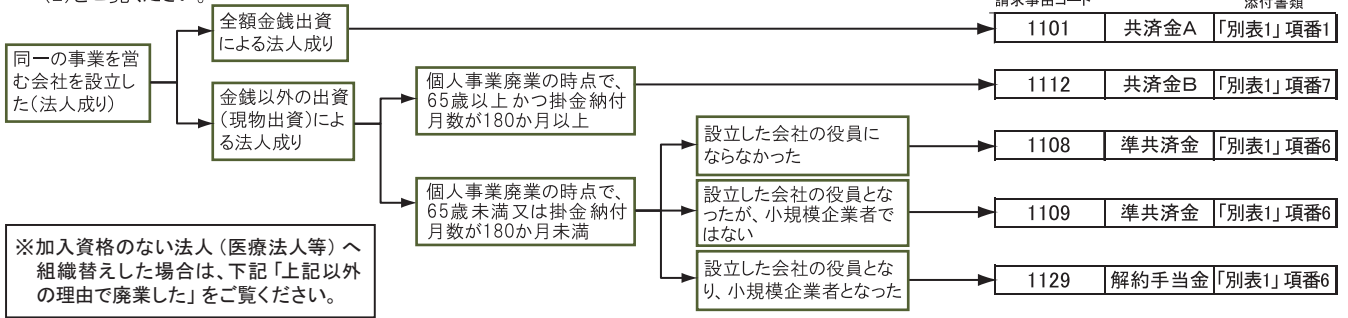 (2)をご覧ください。
請求事由コード
添付書類
同一の事業を営
む会社を設立し
た(法人成り)
全額金銭出資
による法人成り
1101 共済金A 「別表1」項番1
金銭以外の出資
(現物出資)によ
る法人成り
個人事業廃業の時点で、
65歳以上かつ掛金納付
月数が180か月以上
1112 共済金B 「別表1」項番7
個人事業廃業の時点で、
65歳未満又は掛金納付
月数が180か月未満
設立した会社の役員に
ならなかった
1108 準共済金 「別表1」項番6
設立した会社の役員とな
ったが、小規模企業者で
はない
1109 準共済金 「別表1」項番6
設立した会社の役員とな
り、小規模企業者となった
1129 解約手当金 「別表1」項番6
※加入資格のない法人(医療法人等)へ
組織替えした場合は、下記「上記以外
の理由で廃業した」をご覧ください。